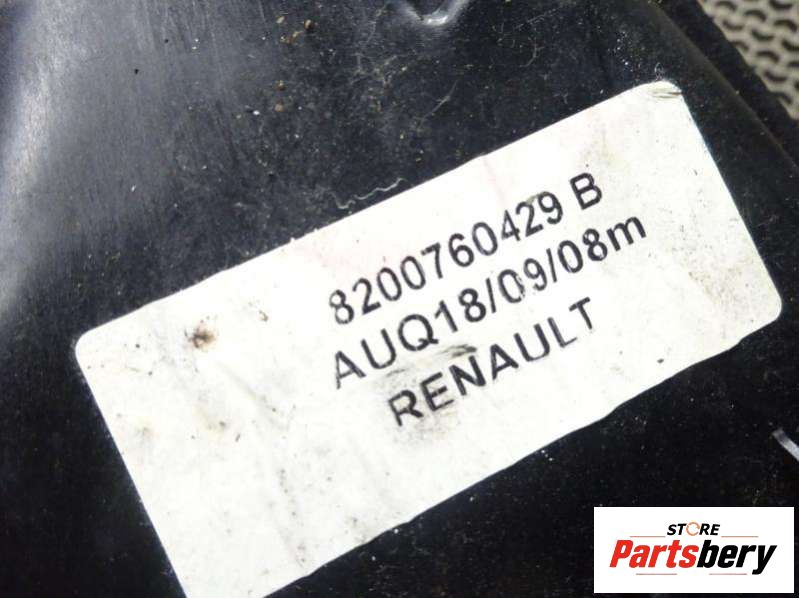 8200760429 B
AUQ18/09/08m
RENAULT
STORE
Partsbery